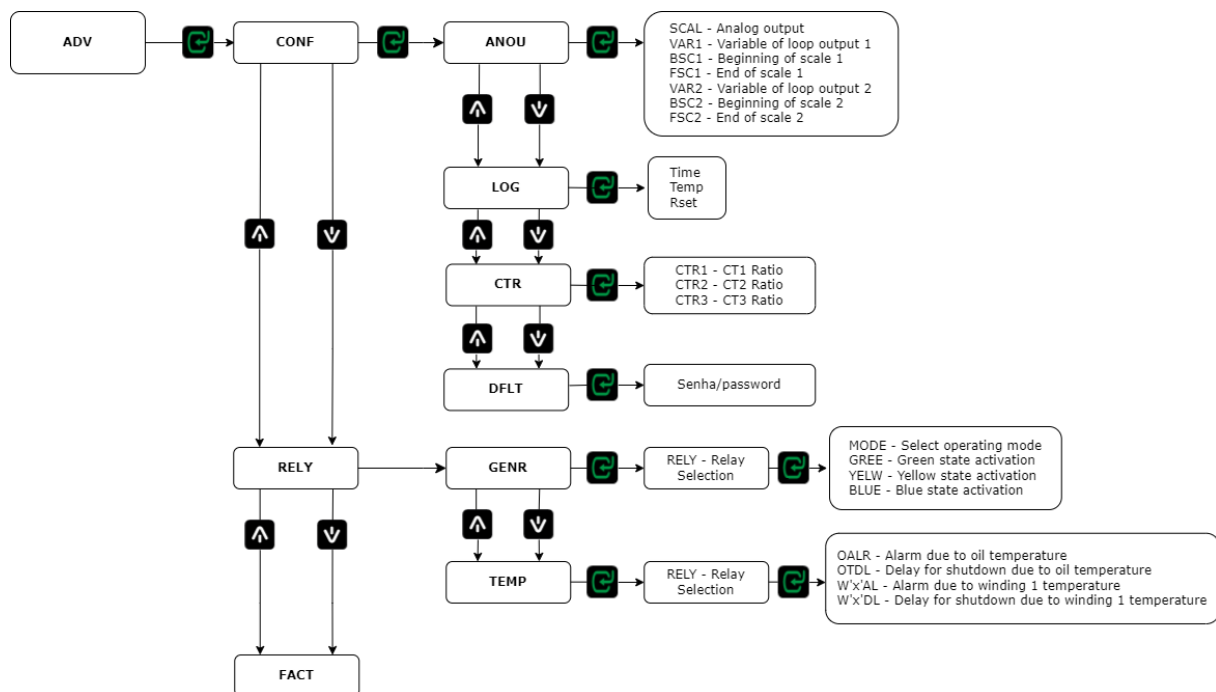 ADV
CONF
ANOU
SCAL - Analog output
VAR1 - Variable of loop output 1
BSC1 - Beginning of scale 1
FSC1 - End of scale 1
VAR2 - Variable of loop output 2
BSC2 - Beginning of scale 2
FSC2 - End of scale 2
LOG
Time
Temp
Rset
CTR
CTR1 - CT1 Ratio
CTR2 - CT2 Ratio
CTR3 - CT3 Ratio
DFLT
Senha/password
RELY
GENR
RELY - Relay
Selection
MODE - Select operating mode
GREE - Green state activation
YELW - Yellow state activation
BLUE - Blue state activation
TEMP
RELY - Relay
Selection
OALR - Alarm due to oil temperature
OTDL - Delay for shutdown due to oil temperature
W'x'AL - Alarm due to winding 1 temperature
W'x'DL - Delay for shutdown due to winding 1 temperature
FACT